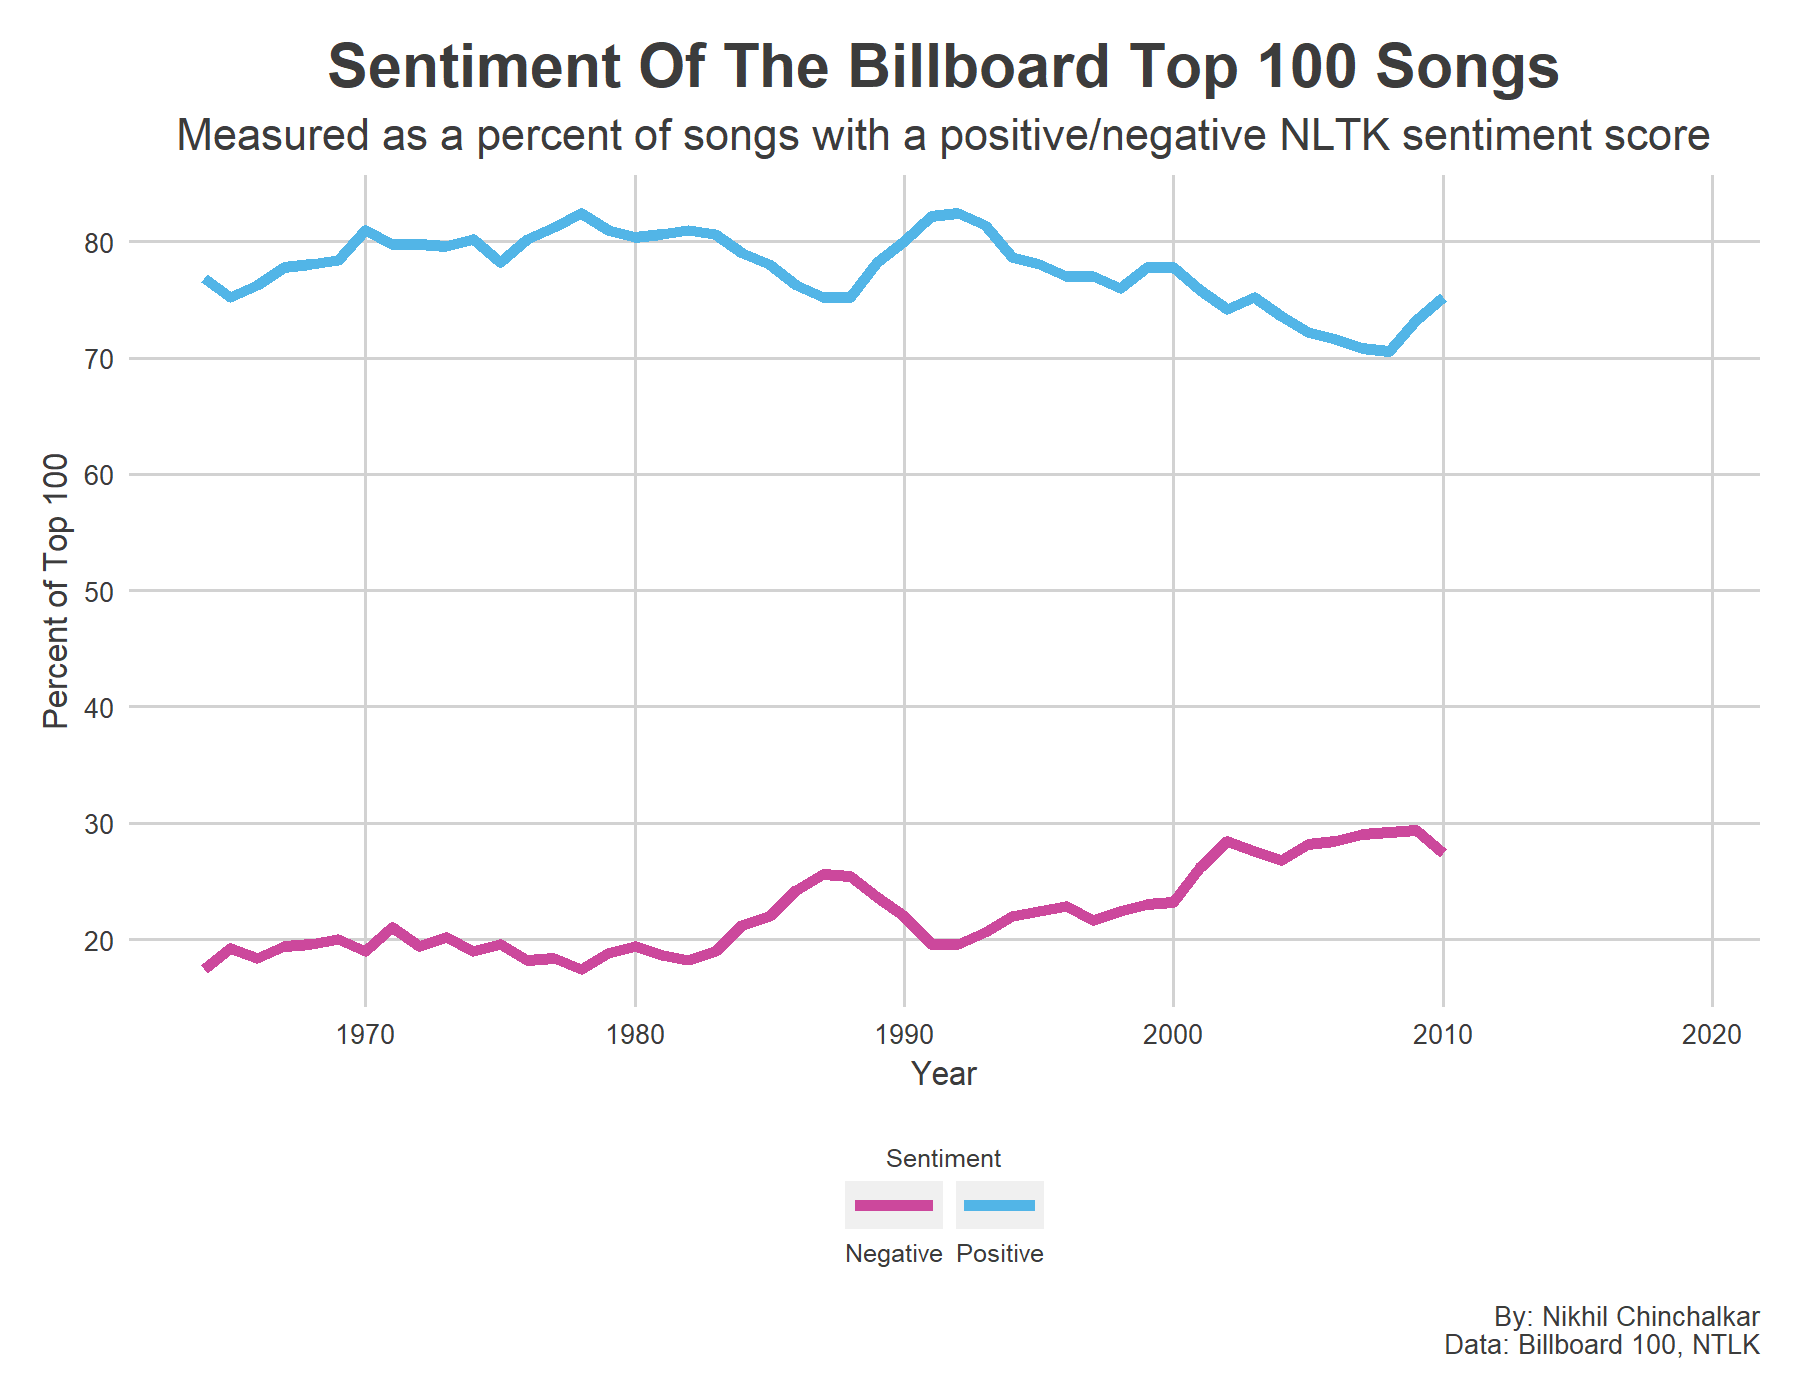 Sentiment Of The Billboard Top 100 Songs
Measured as a percent of songs with a positive/negative NLTK sentiment score
Percent of Top 100
80
70
60
50
40
30
20
1970 1980 1990 2000 2010 2020
Year
Sentiment
Negative Positive
By: Nikhil Chinchalkar
Data: Billboard 100, NTLK